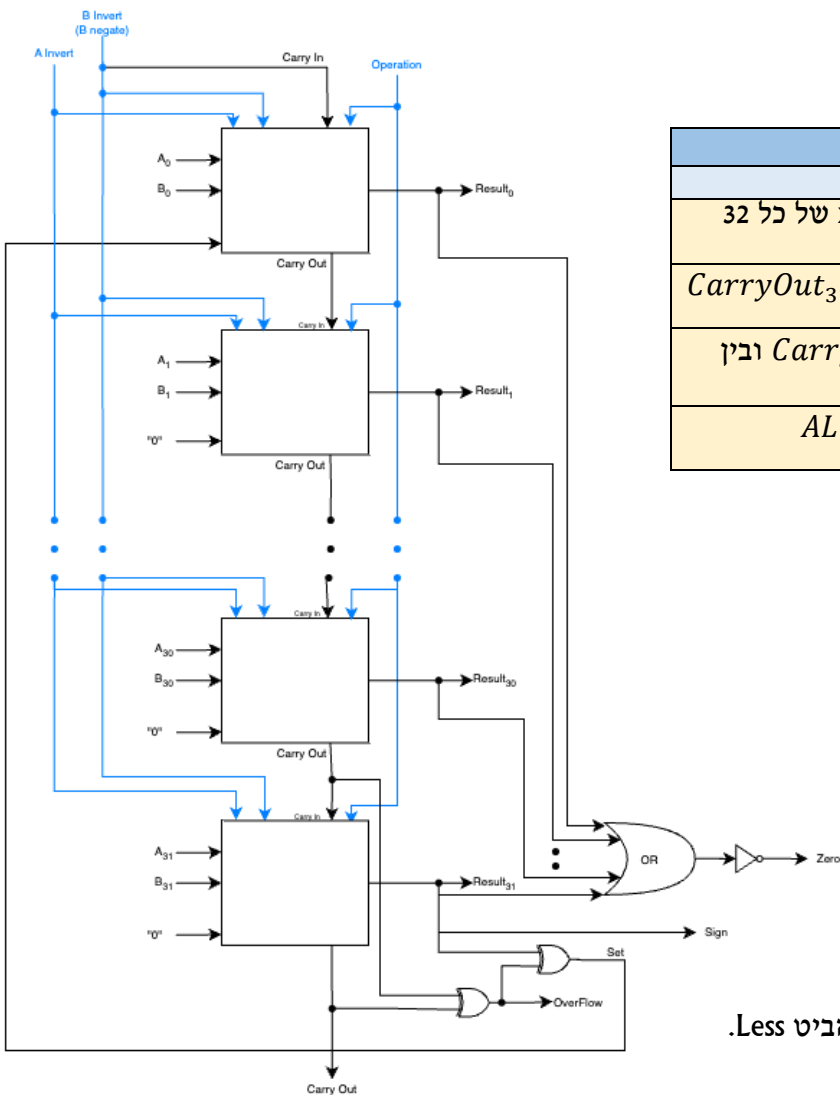 B Invert
(B negate)
A Invert
Carry In
Operation
A0
B0
Result0
Carry Out
Carry In
A1
B1
"0"
Result1
Carry Out
Carry In
A30
B30
"0"
Result30
Carry Out
Carry In
A31
B31
"0"
Result31
OR
Zero
Sign
Set
OverFlow
Carry Out
של כל 32
CarryOut3
ובין Carry
AL
Less.